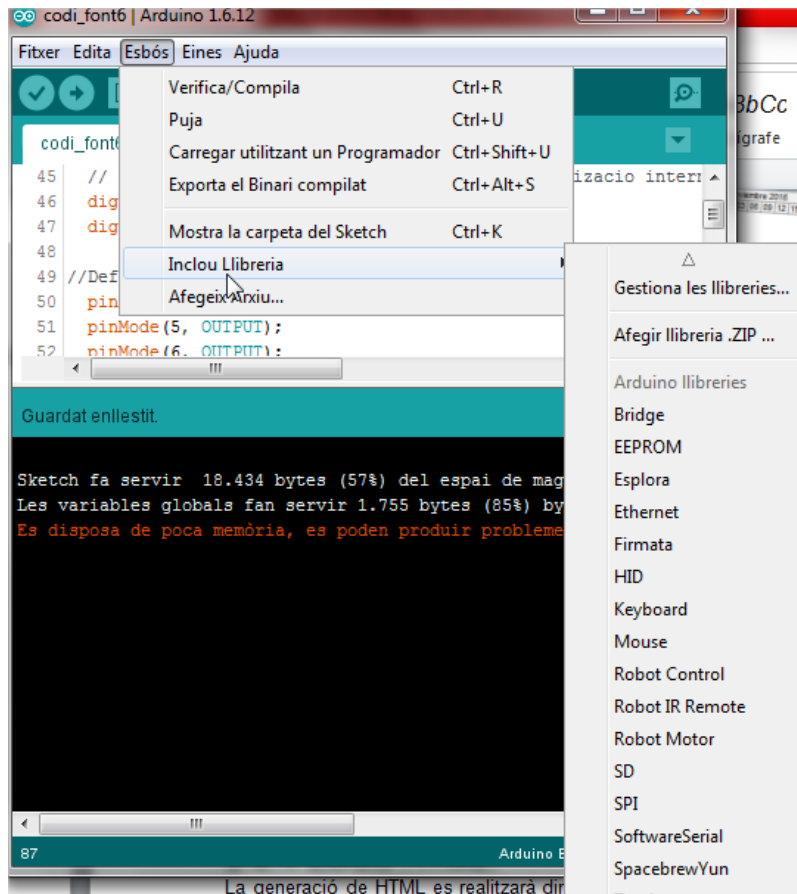 codi_font6 | Arduino 1.6.12
Fitxer Edita Esbós Eines Ajuda
Verifica/Compila Ctrl+R
Puja Ctrl+U
Carregar utilitzant un Programador Ctrl+Shift+U
Exporta el Binari compilat Ctrl+Alt+S
Mostra la carpeta del Sketch Ctrl+K
Inclou Llibreria
Afegeix Arxiu...
codi_font6
45 // izacio inter
46 dig
47 dig
48
49 //Def
50 pin
51 pinMode(5, OUTPUT);
52 pinMode(6, OUTPUT);
Guardat enllestit.
Sketch fa servir 18.434 bytes (57%) del espai de mag
Les variables globals fan servir 1.755 bytes (85%) by
Es disposa de poca memòria, es poden produir probleme
87 Arduino
Gestiona les llibreries...
Afegir llibreria .ZIP ...
Arduino llibreries
Bridge
EEPROM
Esplora
Ethernet
Firmata
HID
Keyboard
Mouse
Robot Control
Robot IR Remote
Robot Motor
SD
SPI
SoftwareSerial
SpacebrewYun
BbCc
ígrafe
La generació de HTML es realitzarà dir